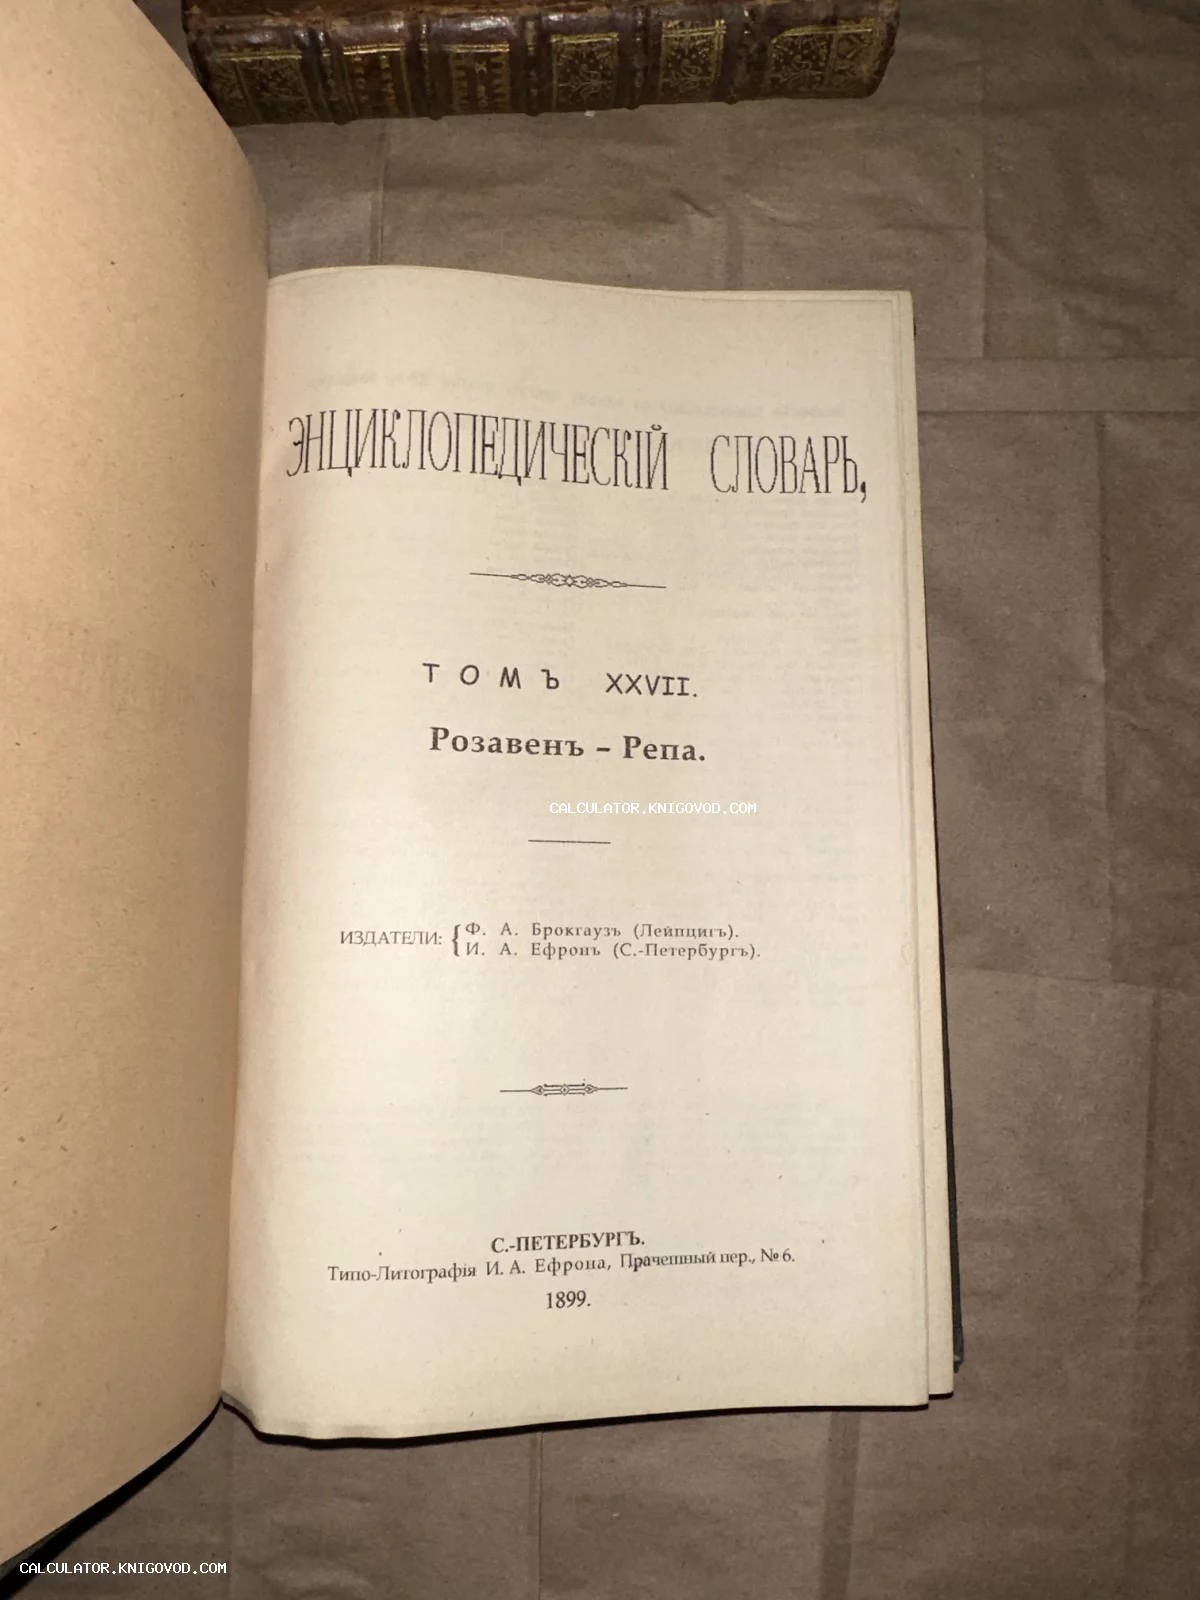 ЭНЦИКЛОПЕДИЧЕСКІЙ СЛОВАРЬ,
ТОМЪ XXVII.
Розавенъ – Репа.
CALCULATOR.KNIGOVOD.COM
ИЗДАТЕЛИ: { Ф. А. Брокгаузъ (Лейпцигъ).
И. А. Ефронъ (С.-Петербургъ).
С.-ПЕТЕРБУРГЪ.
Типо-Литографія И. А. Ефрона, Прачешный пер., № 6.
1899.
CALCULATOR.KNIGOVOD.COM